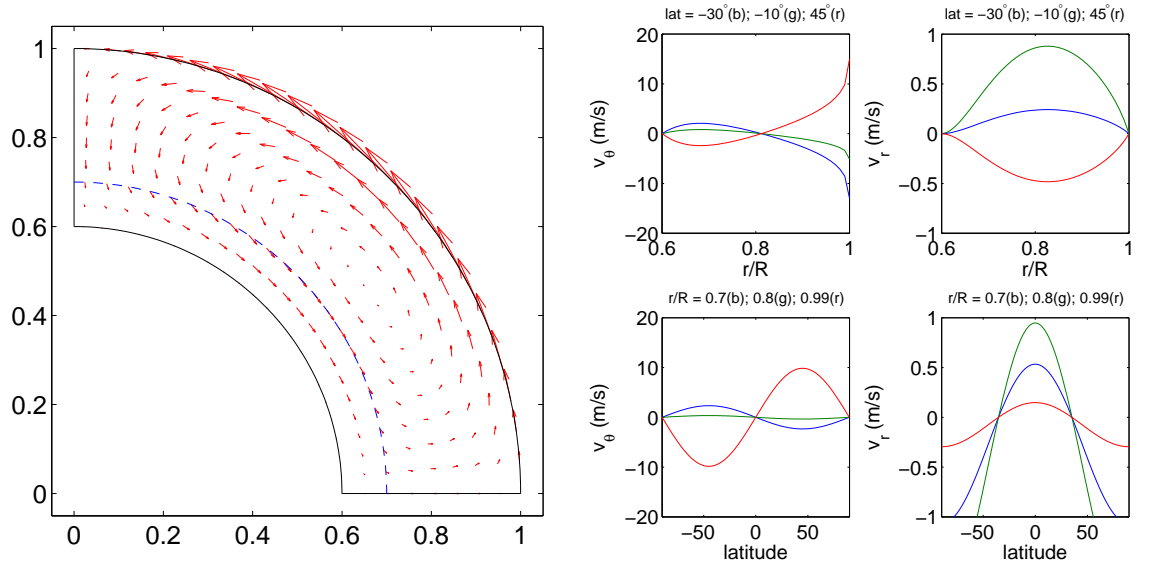 1
0.8
0.6
0.4
0.2
0
0 0.2 0.4 0.6 0.8 1
lat = −30°(b); −10°(g); 45°(r)
20
10
0
−10
−20
v_θ (m/s)
0.6 0.8 1
r/R
lat = −30°(b); −10°(g); 45°(r)
1
0.5
0
−0.5
−1
v_r (m/s)
0.6 0.8 1
r/R
r/R = 0.7(b); 0.8(g); 0.99(r)
20
10
0
−10
−20
v_θ (m/s)
−50 0 50
latitude
r/R = 0.7(b); 0.8(g); 0.99(r)
1
0.5
0
−0.5
−1
v_r (m/s)
−50 0 50
latitude